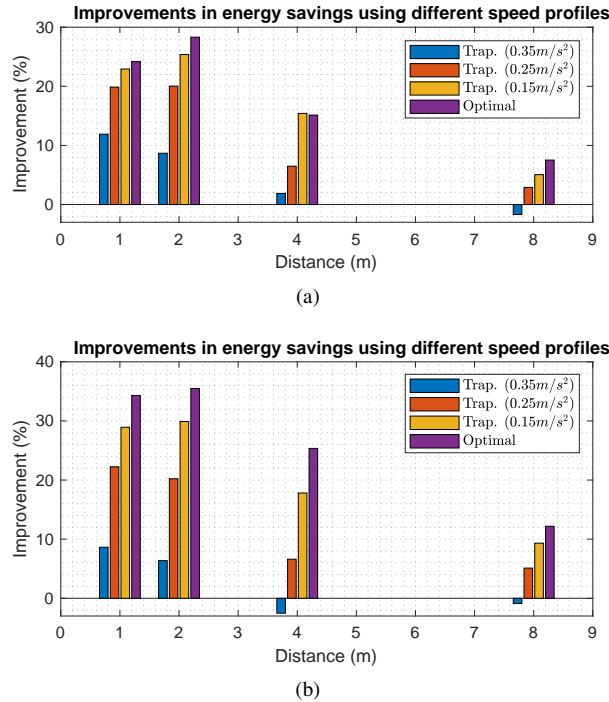 Improvements in energy savings using different speed profiles
30
20
10
0
Improvement (%)
Trap. (0.35m/s²)
Trap. (0.25m/s²)
Trap. (0.15m/s²)
Optimal
0 1 2 3 4 5 6 7 8 9
Distance (m)
(a)
Improvements in energy savings using different speed profiles
40
30
20
10
0
Improvement (%)
Trap. (0.35m/s²)
Trap. (0.25m/s²)
Trap. (0.15m/s²)
Optimal
0 1 2 3 4 5 6 7 8 9
Distance (m)
(b)